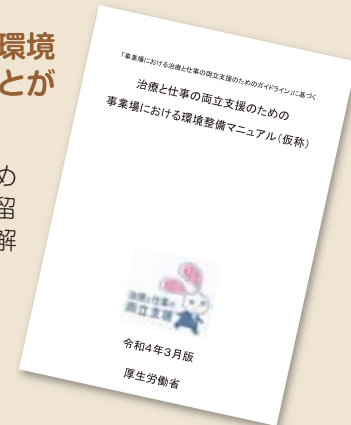 環境
とが
め
留
解
「事業場における治療と仕事の両立支援のためのガイドライン」に基づく
治療と仕事の両立支援のための
事業場における環境整備マニュアル（仮称）
治療と仕事の
両立支援
令和4年3月版
厚生労働省